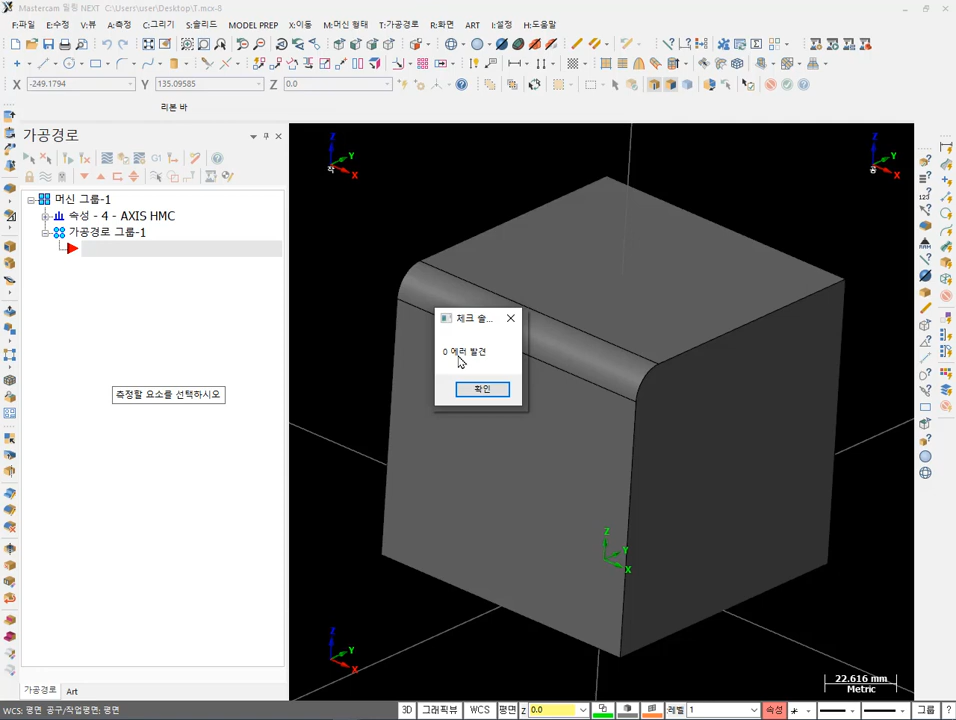 Mastercam 밀링 NEXT C:\Users\user\Desktop\T.mcx-8
F:파일 E:수정 V:뷰 A:측정 C:그리기 S:솔리드 MODEL PREP X:이동 M:머신 형태 T:가공경로 R:화면 ART I:설정 H:도움말
X -249.1794 Y 135.09585 Z 0.0
리본 바
가공경로
G1
머신 그룹-1
속성 - 4 - AXIS HMC
가공경로 그룹-1
측정할 요소를 선택하시오
체크 솔...
0 에러 발견
확인
Z
Y
X
Z
Y
X
Z
Y
X
Z
Y
X
123
RAM
22.616 mm
Metric
가공경로 Art
WCS: 평면 공구/작업평면: 평면 3D 그래픽뷰 WCS 평면 Z 0.0 레벨 1 속성 그룹 ?